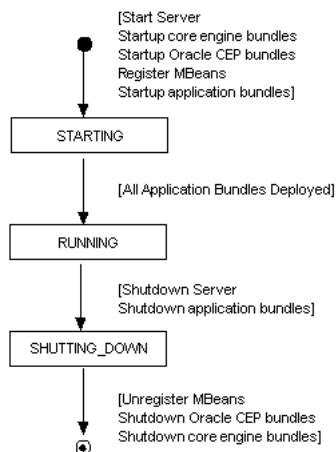 [Start Server
Startup core engine bundles
Startup Oracle CEP bundles
Register MBeans
Startup application bundles]
STARTING
[All Application Bundles Deployed]
RUNNING
[Shutdown Server
Shutdown application bundles]
SHUTTING_DOWN
[Unregister MBeans
Shutdown Oracle CEP bundles
Shutdown core engine bundles]